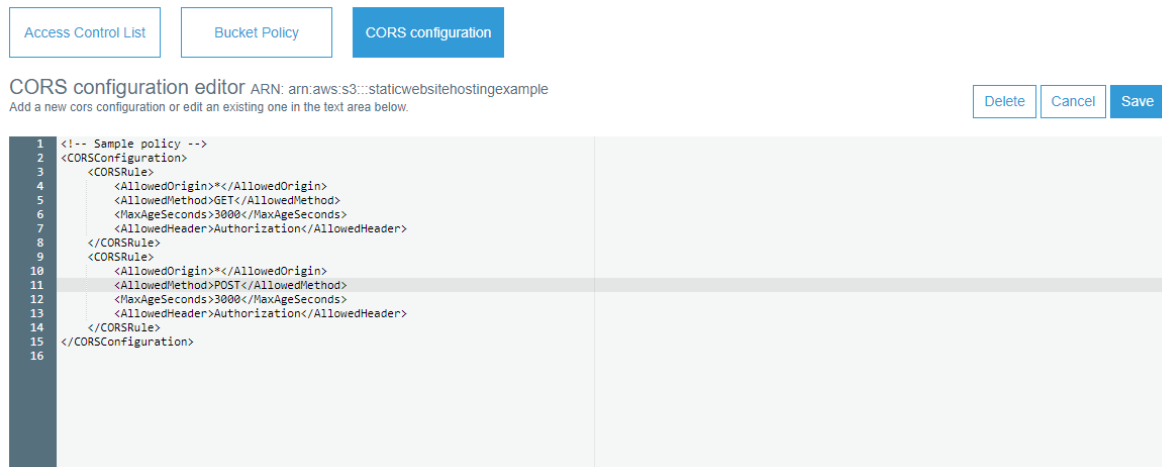 Access Control List Bucket Policy CORS configuration
CORS configuration editor ARN: arn:aws:s3:::staticwebsitehostingexample
Add a new cors configuration or edit an existing one in the text area below.
Delete Cancel Save
1 <!-- Sample policy -->
2 <CORSConfiguration>
3 <CORSRule>
4 <AllowedOrigin>*</AllowedOrigin>
5 <AllowedMethod>GET</AllowedMethod>
6 <MaxAgeSeconds>3000</MaxAgeSeconds>
7 <AllowedHeader>Authorization</AllowedHeader>
8 </CORSRule>
9 <CORSRule>
10 <AllowedOrigin>*</AllowedOrigin>
11 <AllowedMethod>POST</AllowedMethod>
12 <MaxAgeSeconds>3000</MaxAgeSeconds>
13 <AllowedHeader>Authorization</AllowedHeader>
14 </CORSRule>
15 </CORSConfiguration>
16